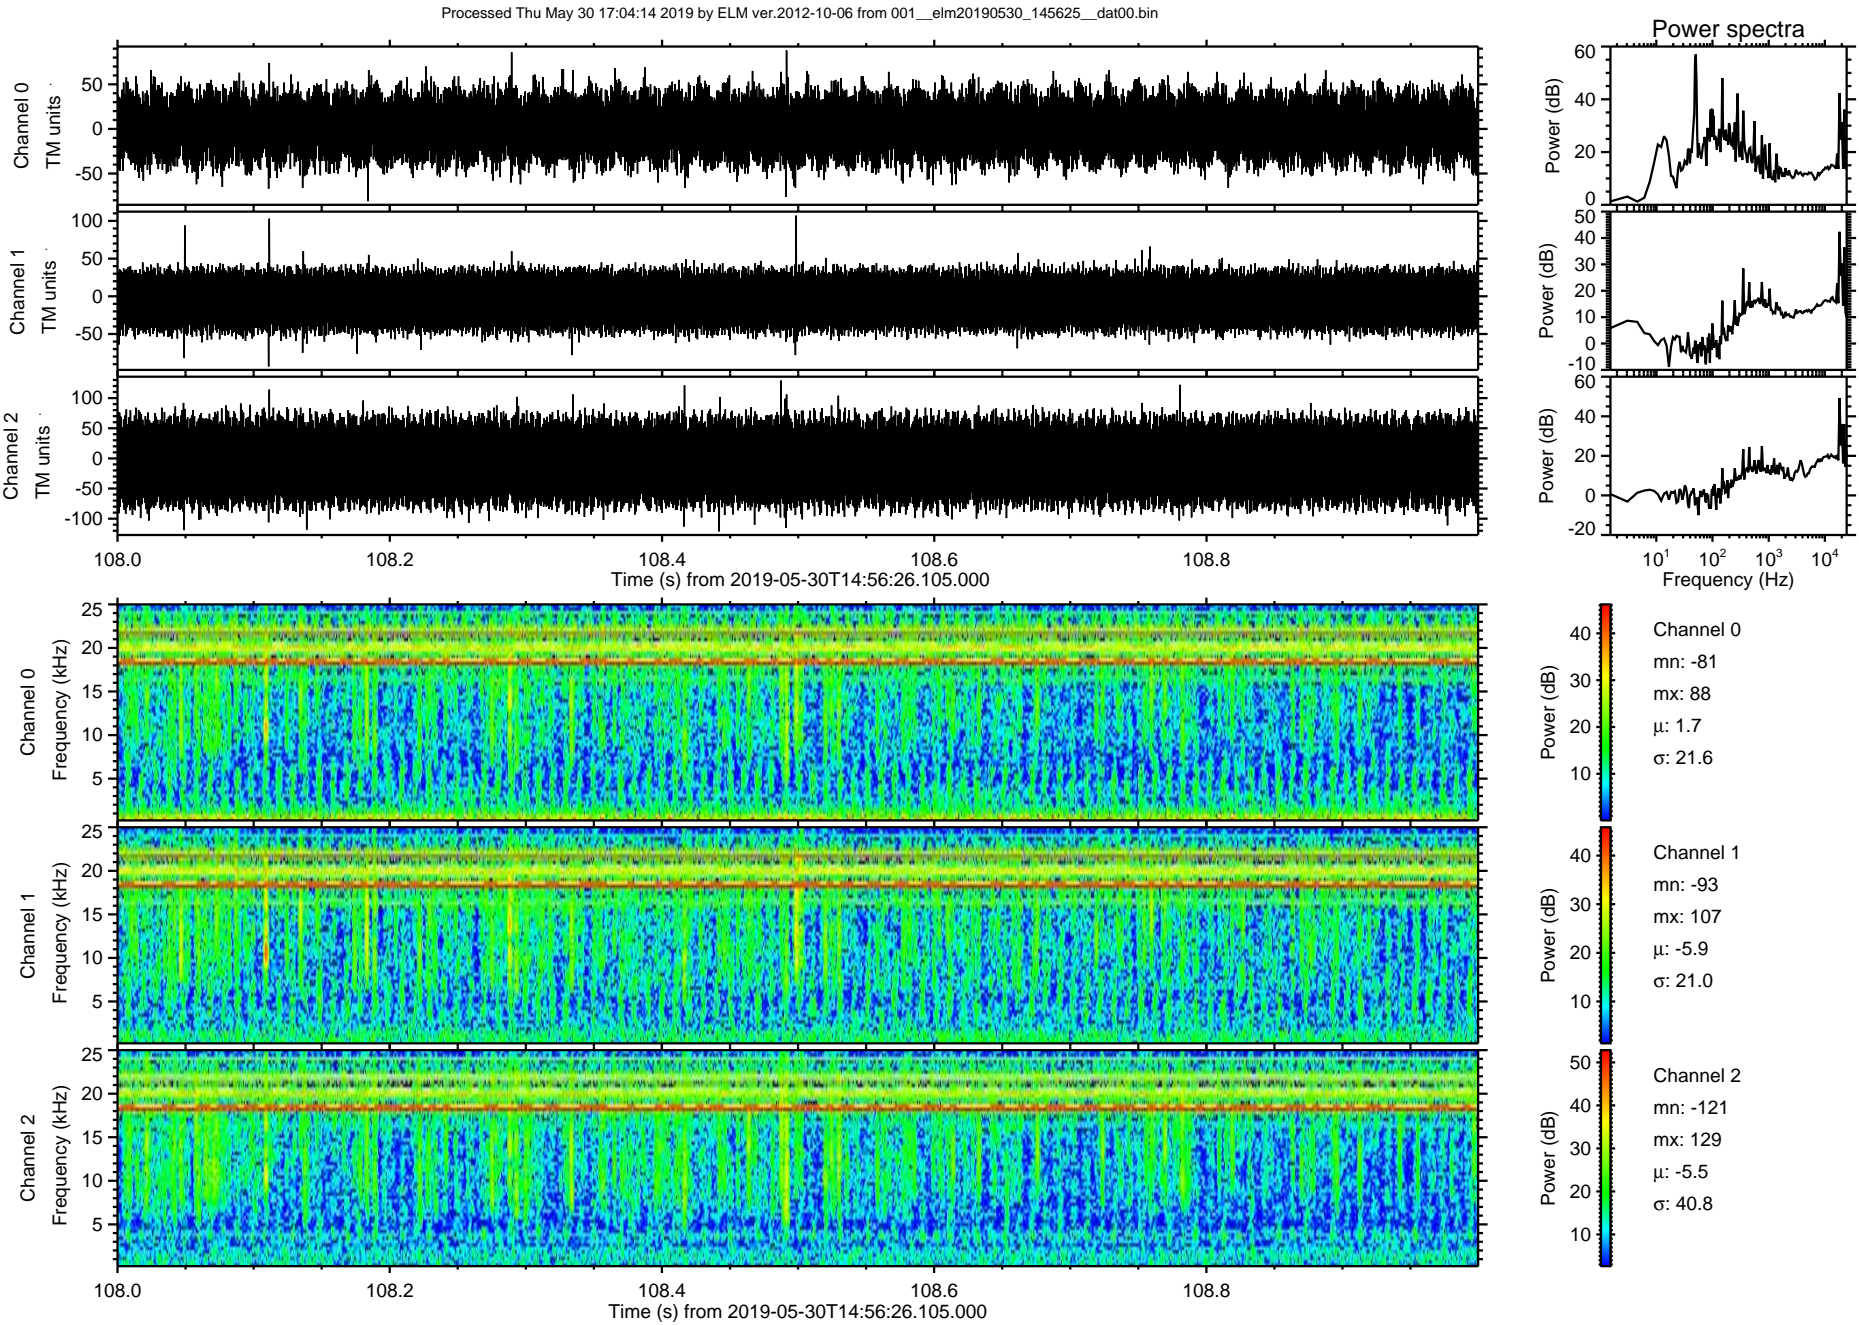 Processed Thu May 30 17:04:14 2019 by ELM ver.2012-10-06 from 001__elm20190530_145625__dat00.bin
Power spectra
Channel 0
TM units
50
0
-50
Power (dB)
60
40
20
0
Channel 1
TM units
100
50
0
-50
Power (dB)
50
40
30
20
10
0
-10
Channel 2
TM units
100
50
0
-50
-100
Power (dB)
60
40
20
0
-20
108.0 108.2 108.4 108.6 108.8
Time (s) from 2019-05-30T14:56:26.105.000
10^1 10^2 10^3 10^4
Frequency (Hz)
Channel 0
Frequency (kHz)
25
20
15
10
5
Power (dB)
40
30
20
10
Channel 0
mn: -81
mx: 88
μ: 1.7
σ: 21.6
Channel 1
Frequency (kHz)
25
20
15
10
5
Power (dB)
40
30
20
10
Channel 1
mn: -93
mx: 107
μ: -5.9
σ: 21.0
Channel 2
Frequency (kHz)
25
20
15
10
5
Power (dB)
50
40
30
20
10
Channel 2
mn: -121
mx: 129
μ: -5.5
σ: 40.8
108.0 108.2 108.4 108.6 108.8
Time (s) from 2019-05-30T14:56:26.105.000